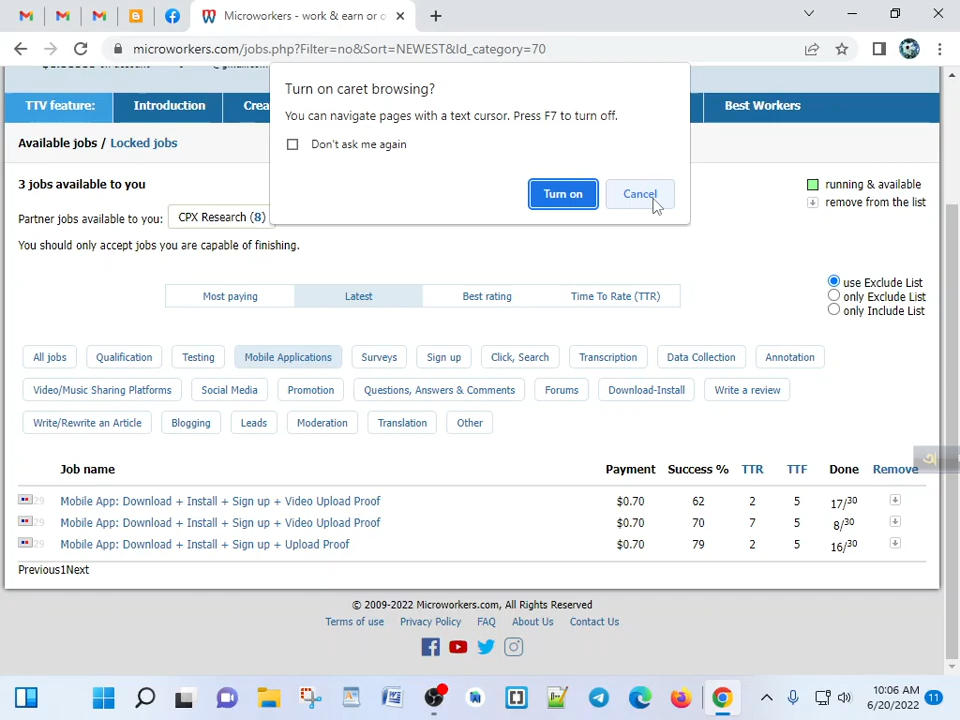 Microworkers - work & earn or o
microworkers.com/jobs.php?Filter=no&Sort=NEWEST&Id_category=70
Turn on caret browsing?
You can navigate pages with a text cursor. Press F7 to turn off.
Don't ask me again
Turn on
Cancel
TTV feature:
Introduction
Crea
Best Workers
Available jobs / Locked jobs
3 jobs available to you
running & available
remove from the list
Partner jobs available to you:
CPX Research (8)
You should only accept jobs you are capable of finishing.
use Exclude List
only Exclude List
only Include List
Most paying
Latest
Best rating
Time To Rate (TTR)
All jobs
Qualification
Testing
Mobile Applications
Surveys
Sign up
Click, Search
Transcription
Data Collection
Annotation
Video/Music Sharing Platforms
Social Media
Promotion
Questions, Answers & Comments
Forums
Download-Install
Write a review
Write/Rewrite an Article
Blogging
Leads
Moderation
Translation
Other
অ
Job name Payment Success % TTR TTF Done Remove
29 Mobile App: Download + Install + Sign up + Video Upload Proof $0.70 62 2 5 17/30
29 Mobile App: Download + Install + Sign up + Video Upload Proof $0.70 70 7 5 8/30
29 Mobile App: Download + Install + Sign up + Upload Proof $0.70 79 2 5 16/30
Previous1Next
© 2009-2022 Microworkers.com, All Rights Reserved
Terms of use Privacy Policy FAQ About Us Contact Us
10:06 AM
6/20/2022
11